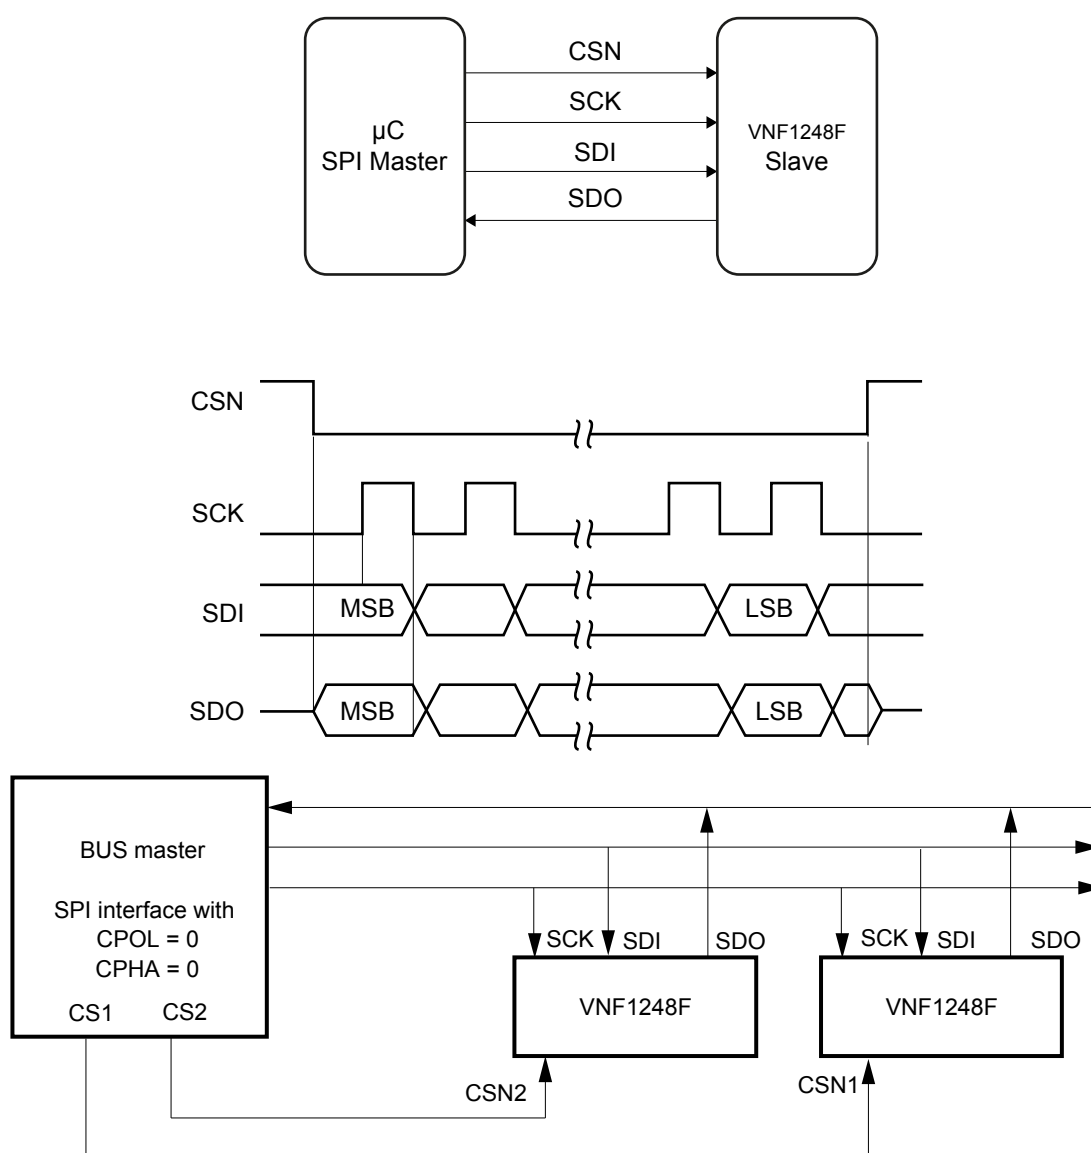 CSN
SCK
SDI
SDO
µC
SPI Master
VNF1248F
Slave
CSN
SCK
SDI
MSB
LSB
SDO
MSB
LSB
BUS master
SPI interface with
CPOL = 0
CPHA = 0
CS1
CS2
SCK
SDI
SDO
SCK
SDI
SDO
VNF1248F
VNF1248F
CSN2
CSN1